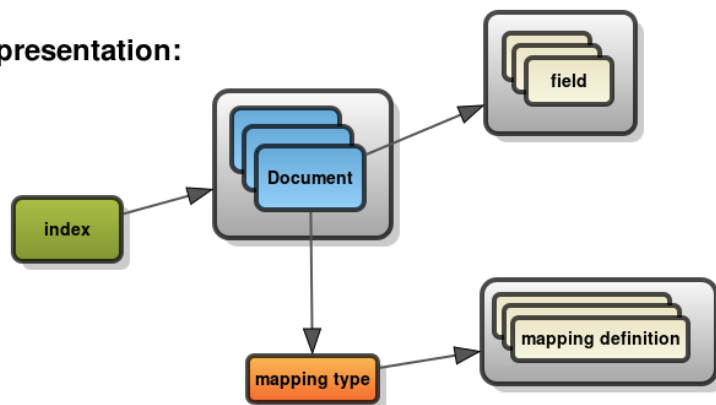 presentation:
field
Document
index
mapping definition
mapping type